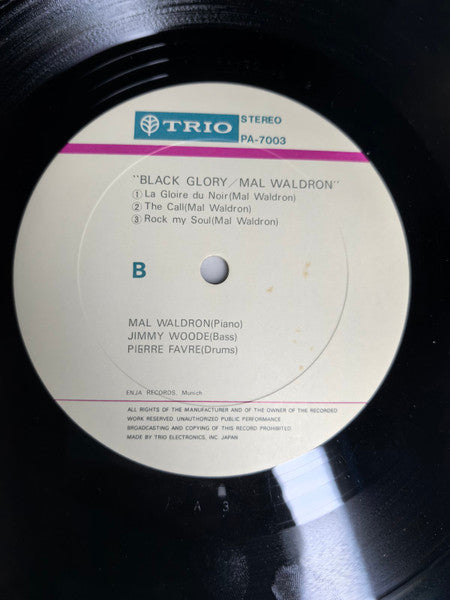 TRIO
STEREO
PA-7003
"BLACK GLORY/MAL WALDRON"
① La Gloire du Noir(Mal Waldron)
② The Call(Mal Waldron)
③ Rock my Soul(Mal Waldron)
B
MAL WALDRON(Piano)
JIMMY WOODE(Bass)
PIERRE FAVRE(Drums)
ENJA RECORDS, Munich
ALL RIGHTS OF THE MANUFACTURER AND OF THE OWNER OF THE RECORDED
WORK RESERVED. UNAUTHORIZED PUBLIC PERFORMANCE
BROADCASTING AND COPYING OF THIS RECORD PROHIBITED.
MADE BY TRIO ELECTRONICS, INC. JAPAN
A 3